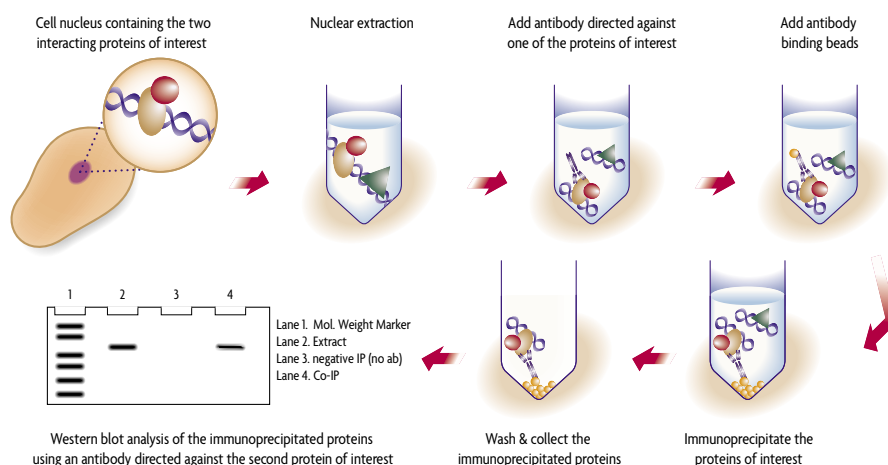 Cell nucleus containing the two
interacting proteins of interest
Nuclear extraction
Add antibody directed against
one of the proteins of interest
Add antibody
binding beads
1 2 3 4
Lane 1. Mol. Weight Marker
Lane 2. Extract
Lane 3. negative IP (no ab)
Lane 4. Co-IP
Western blot analysis of the immunoprecipitated proteins
using an antibody directed against the second protein of interest
Wash & collect the
immunoprecipitated proteins
Immunoprecipitate the
proteins of interest